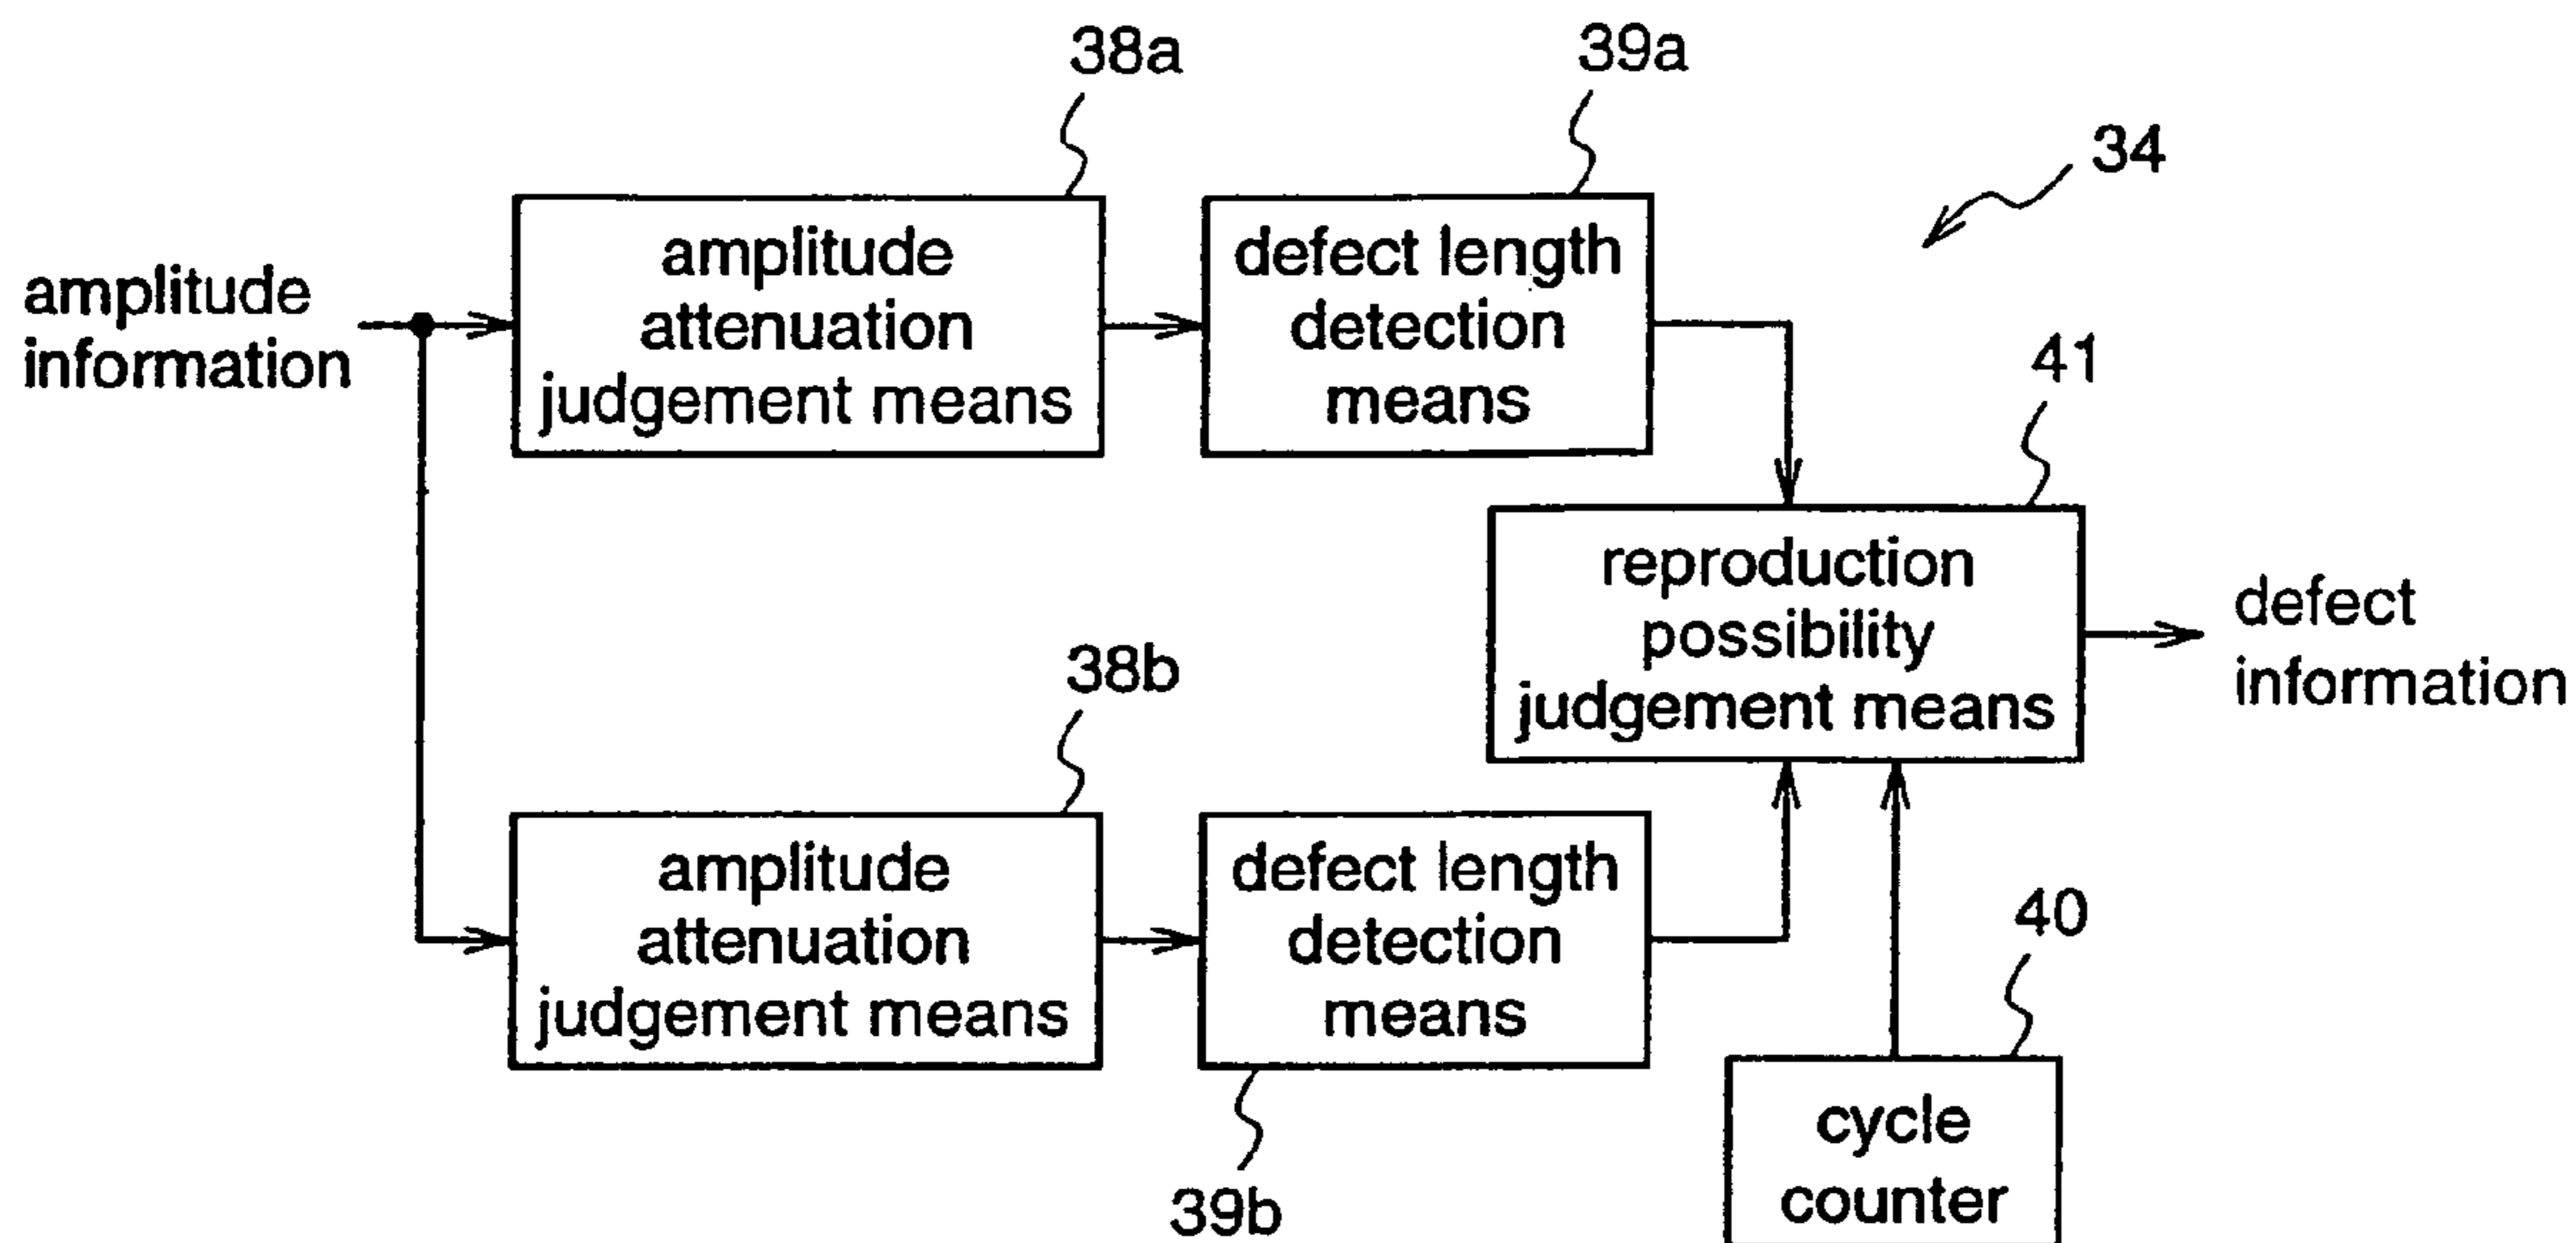 38a
39a
34
amplitude
information
amplitude
attenuation
judgement means
defect length
detection
means
41
reproduction
possibility
judgement means
defect
information
38b
amplitude
attenuation
judgement means
defect length
detection
means
39b
40
cycle
counter